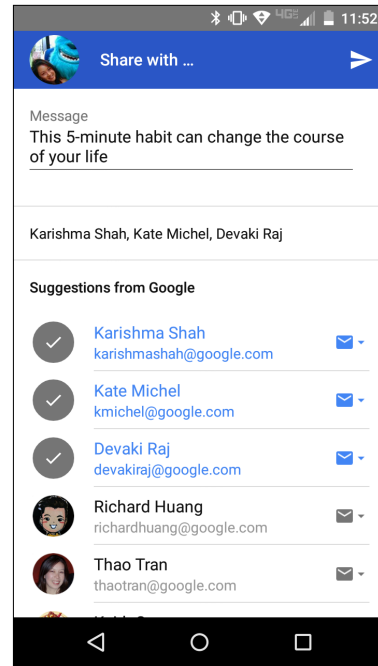 4G
11:52
Share with ...
Message
This 5-minute habit can change the course
of your life
Karishma Shah, Kate Michel, Devaki Raj
Suggestions from Google
Karishma Shah
karishmashah@google.com
Kate Michel
kmichel@google.com
Devaki Raj
devakiraj@google.com
Richard Huang
richardhuang@google.com
Thao Tran
thaotran@google.com